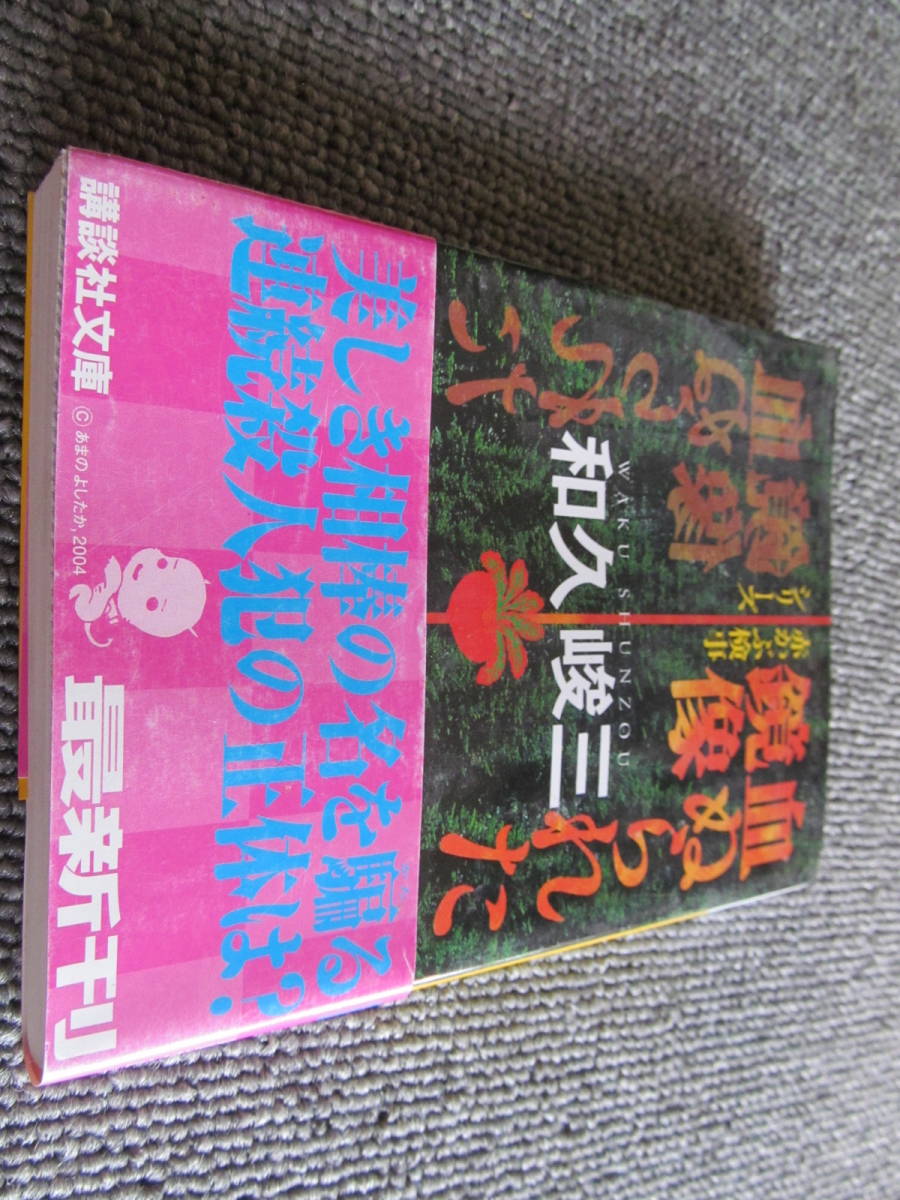 血ぬられた
鏡像
赤かぶ検事
シリーズ
WAKU SHUNZOU
和久峻三
美しき相棒の名を騙る
連続殺人犯の正体は?
講談社文庫
© あまのよしたか, 2004
最新刊